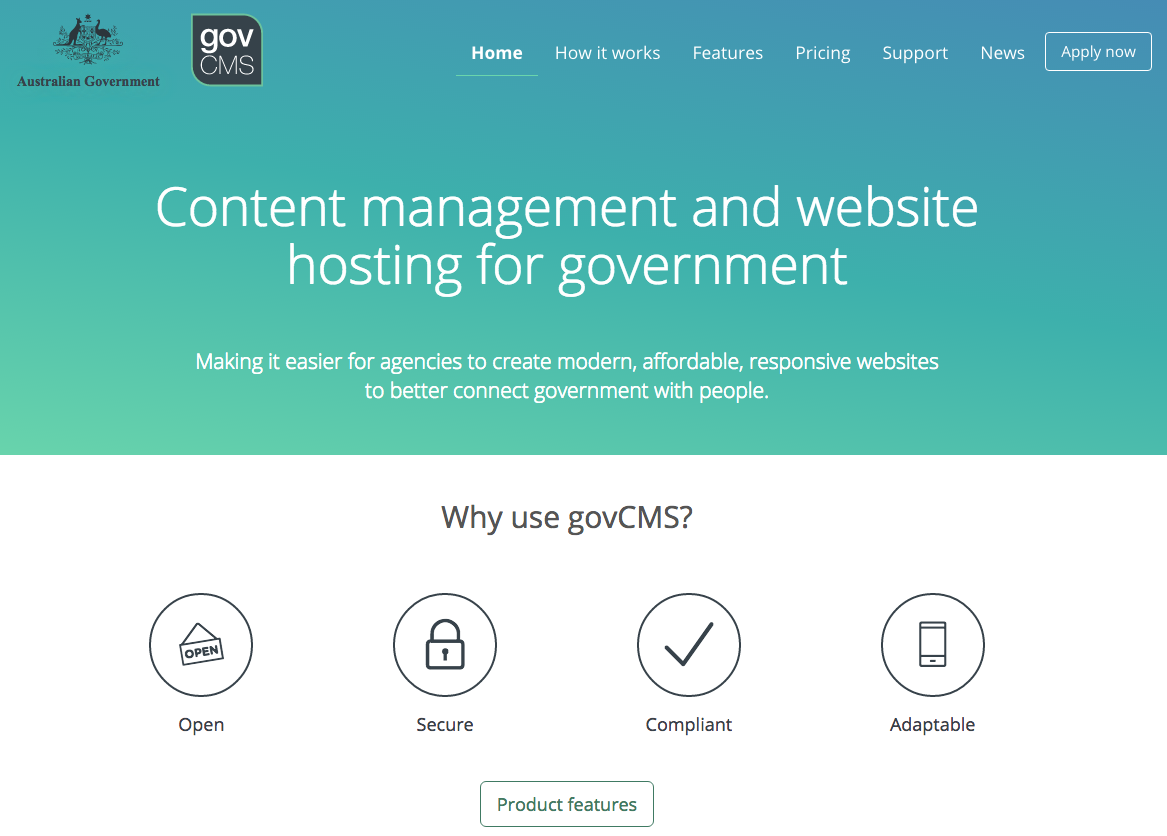 Australian Government
gov
CMS
Home
How it works
Features
Pricing
Support
News
Apply now
Content management and website
hosting for government
Making it easier for agencies to create modern, affordable, responsive websites
to better connect government with people.
Why use govCMS?
OPEN
Open
Secure
Compliant
Adaptable
Product features